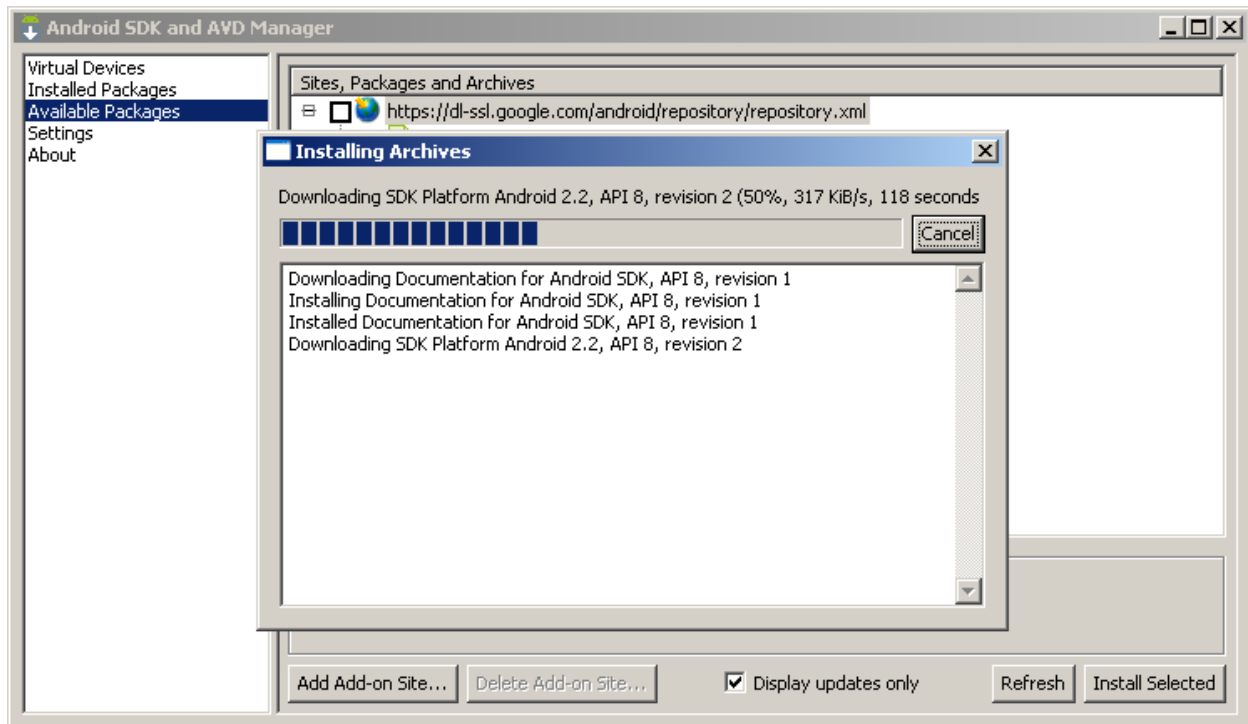 Android SDK and AVD Manager
Virtual Devices
Installed Packages
Available Packages
Settings
About
Sites, Packages and Archives
https://dl-ssl.google.com/android/repository/repository.xml
Installing Archives
Downloading SDK Platform Android 2.2, API 8, revision 2 (50%, 317 KiB/s, 118 seconds
Cancel
Downloading Documentation for Android SDK, API 8, revision 1
Installing Documentation for Android SDK, API 8, revision 1
Installed Documentation for Android SDK, API 8, revision 1
Downloading SDK Platform Android 2.2, API 8, revision 2
Add Add-on Site...
Delete Add-on Site...
Display updates only
Refresh
Install Selected